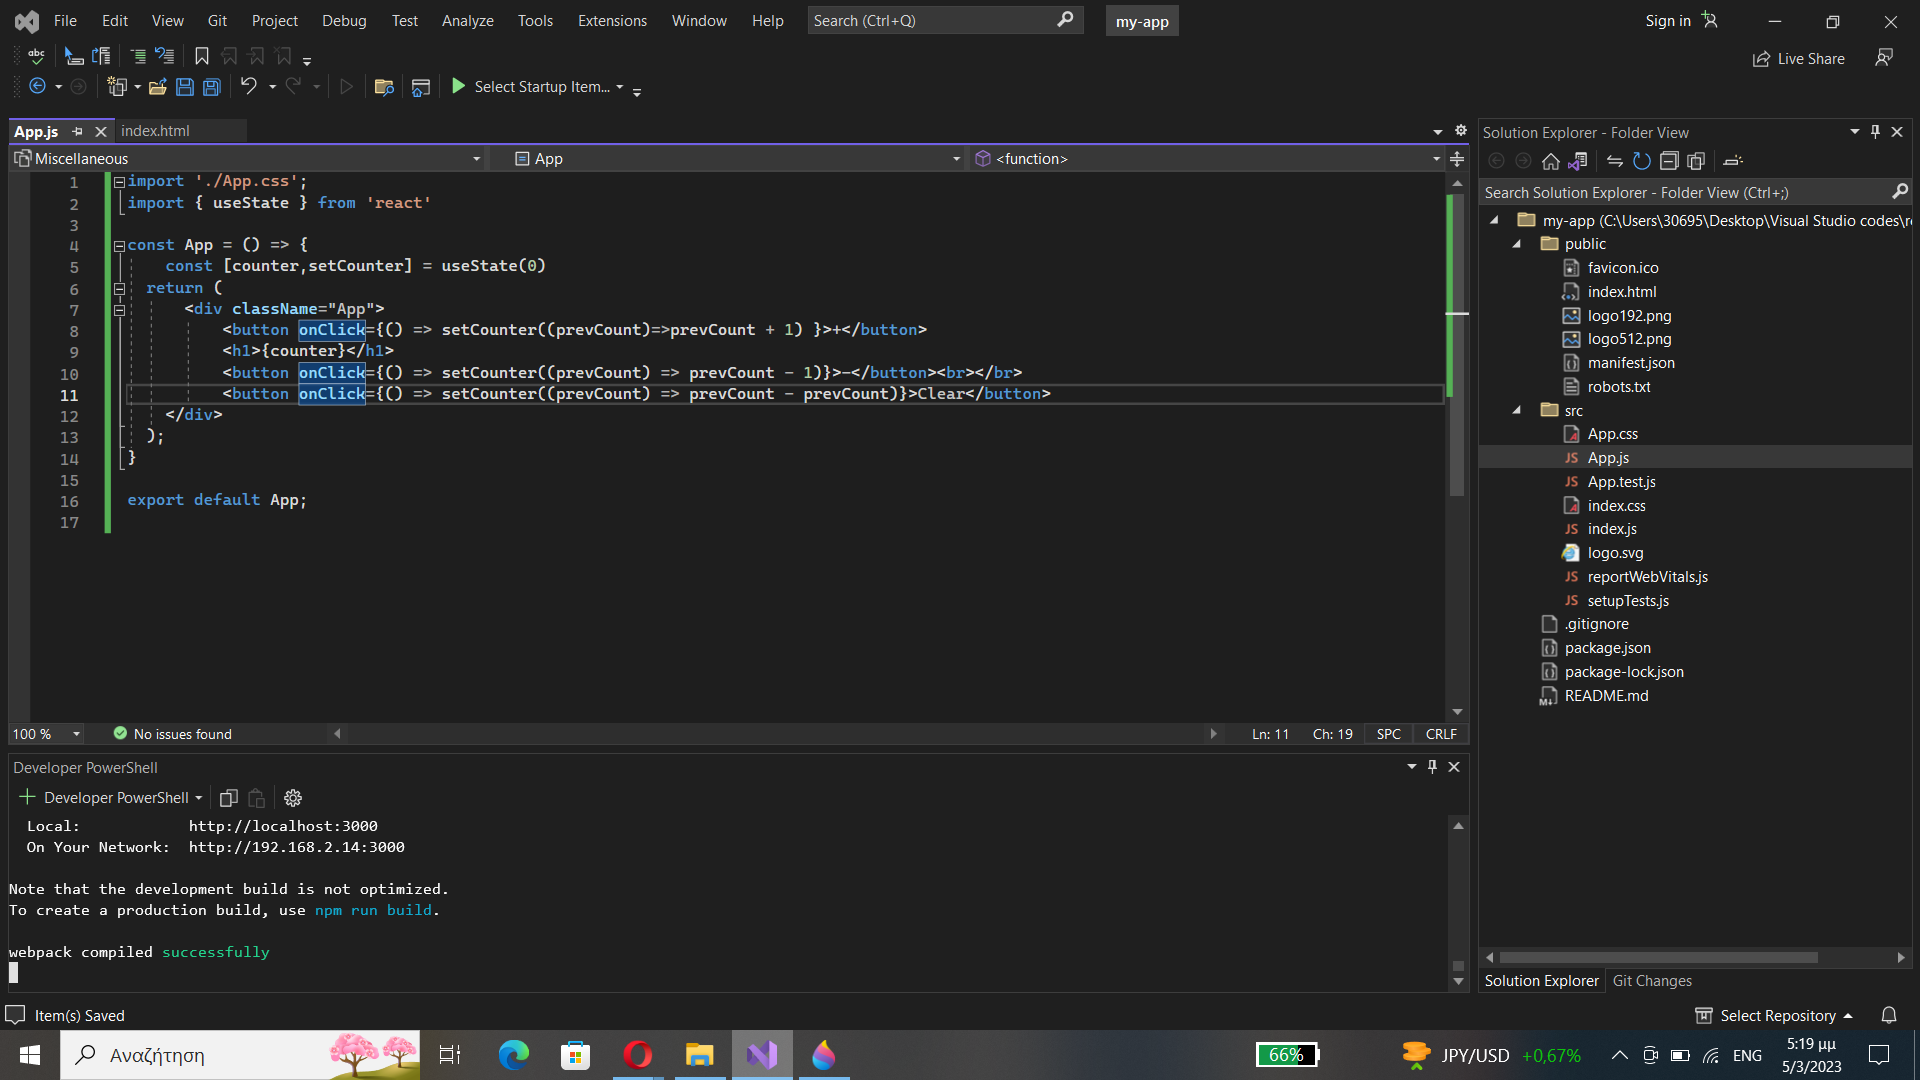 File Edit View Git Project Debug Test Analyze Tools Extensions Window Help Search (Ctrl+Q) my-app Sign in
abc Live Share
Select Startup Item...
App.js index.html
Miscellaneous App <function>
1 import './App.css';
2 import { useState } from 'react'
3
4 const App = () => {
5 const [counter,setCounter] = useState(0)
6 return (
7 <div className="App">
8 <button onClick={() => setCounter((prevCount)=>prevCount + 1) }>+</button>
9 <h1>{counter}</h1>
10 <button onClick={() => setCounter((prevCount) => prevCount - 1)}>-</button><br></br>
11 <button onClick={() => setCounter((prevCount) => prevCount - prevCount)}>Clear</button>
12 </div>
13 );
14 }
15
16 export default App;
17
100 % No issues found Ln: 11 Ch: 19 SPC CRLF
Developer PowerShell
Developer PowerShell
Local: http://localhost:3000
On Your Network: http://192.168.2.14:3000
Note that the development build is not optimized.
To create a production build, use npm run build.
webpack compiled successfully
Solution Explorer - Folder View
Search Solution Explorer - Folder View (Ctrl+;)
my-app (C:\Users\30695\Desktop\Visual Studio codes\r
public
favicon.ico
index.html
logo192.png
logo512.png
manifest.json
robots.txt
src
App.css
JS App.js
JS App.test.js
index.css
JS index.js
logo.svg
JS reportWebVitals.js
JS setupTests.js
.gitignore
package.json
package-lock.json
README.md
Solution Explorer Git Changes
Item(s) Saved Select Repository
Αναζήτηση 66% JPY/USD +0,67% ENG 5:19 μμ
5/3/2023